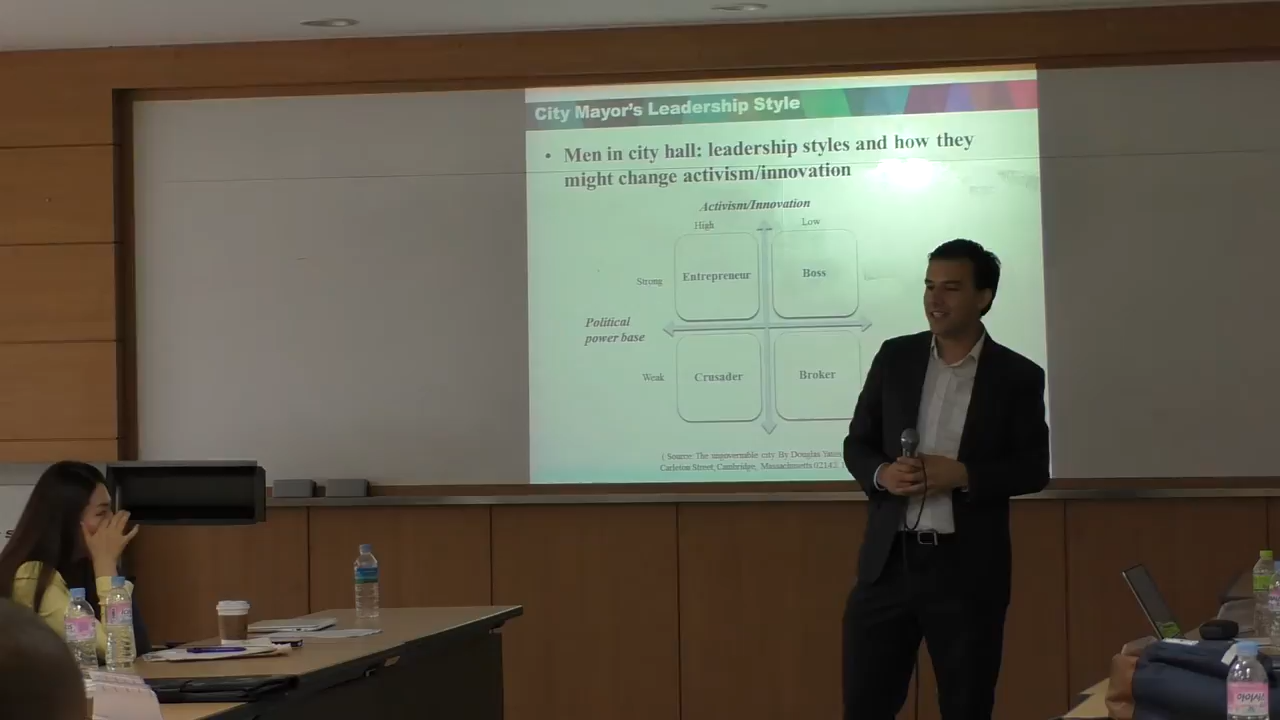 City Mayor's Leadership Style
• Men in city hall: leadership styles and how they
might change activism/innovation
Activism/Innovation
High Low
Strong Entrepreneur Boss
Political
power base
Weak Crusader Broker
( Source: The ungovernable city By Douglas Yates
Carleton Street, Cambridge, Massachusetts 02142